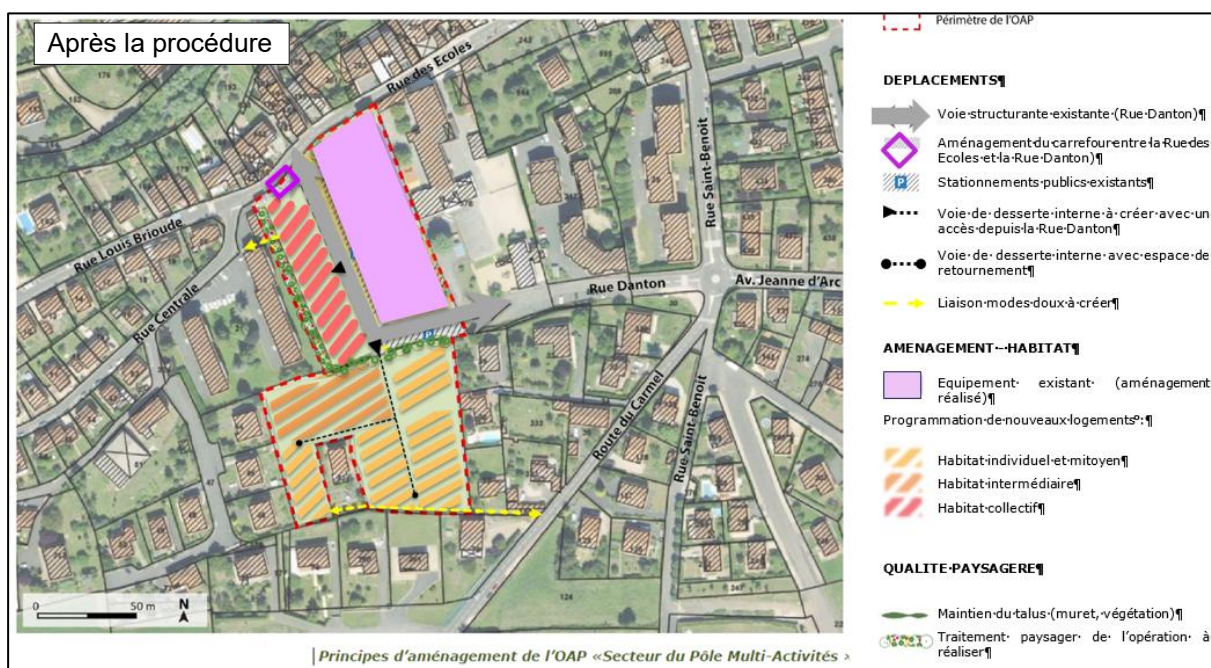 Après la procédure
Rue des Ecoles
Rue Louis Brioude
Rue Centrale
Rue Saint-Benoit
Rue Danton
Av. Jeanne d'Arc
Route du Carmel
Rue Saint-Benoit
P
0 50 m N
Principes d'aménagement de l'OAP «Secteur du Pôle Multi-Activités »
Périmètre de l'OAP
DEPLACEMENTS¶
Voie·structurante·existante·(Rue·Danton)¶
Aménagement·du·carrefour·entre·la·Rue·des·
Ecoles·et·la·Rue·Danton)¶
P
Stationnements·publics·existants¶
Voie·de·desserte·interne·à·créer·avec·un·
accès·depuis·la·Rue·Danton¶
Voie·de·desserte·interne·avec·espace·de·
retournement¶
Liaison·modes·doux·à·créer¶
AMENAGEMENT·-·HABITAT¶
Equipement· existant· (aménagement·
réalisé)¶
Programmation·de·nouveaux·logements°:¶
Habitat·individuel·et·mitoyen¶
Habitat·intermédiaire¶
Habitat·collectif¶
QUALITE·PAYSAGERE¶
Maintien·du·talus·(muret,·végétation)¶
Traitement· paysager· de· l'opération· à·
réaliser¶